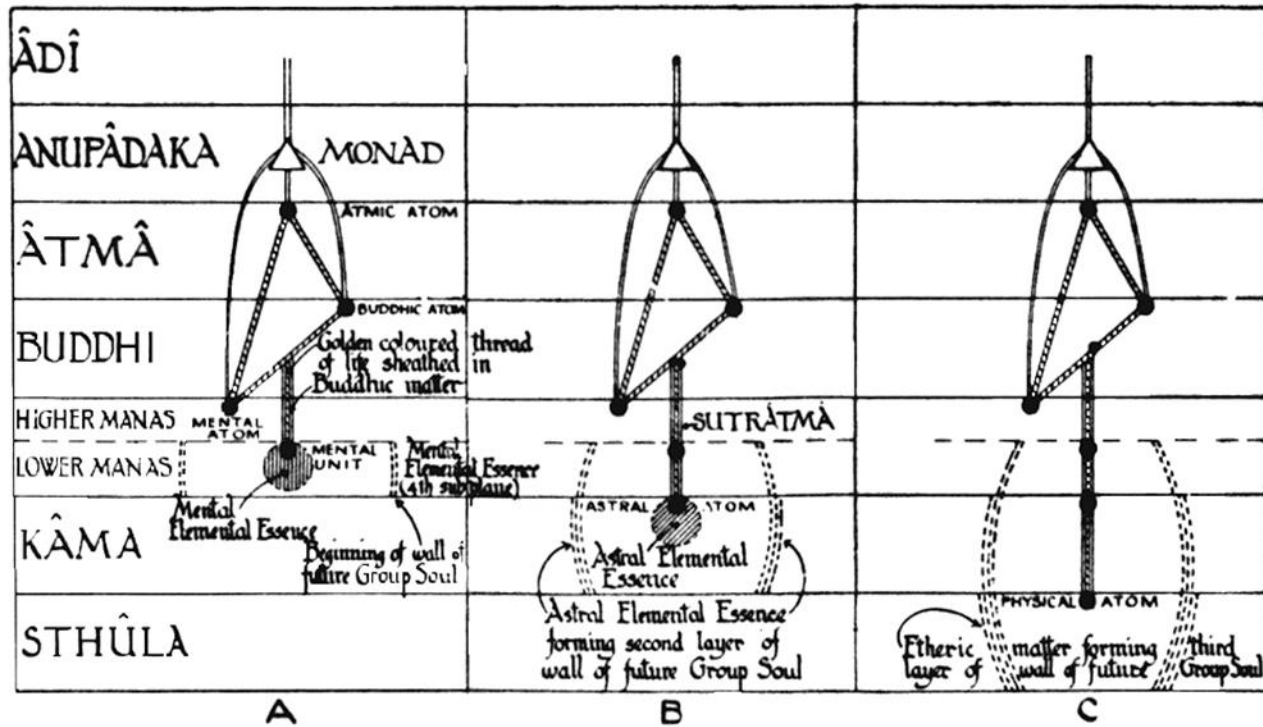 ÂDÎ
ANUPÂDAKA
MONAD
ÂTMÂ
ÂTMIC ATOM
BUDDHI
BUDDHIC ATOM
Golden coloured thread
of life sheathed in
Buddhic matter
HIGHER MANAS
MENTAL
ATOM
LOWER MANAS
MENTAL
UNIT
Mental
Elemental Essence
(4th subplane)
Mental
Elemental Essence
KÂMA
Beginning of wall of
future Group Soul
STHÛLA
A
SUTRÂTMÂ
ASTRAL ATOM
Astral Elemental
Essence
Astral Elemental Essence
forming second layer of
wall of future Group Soul
B
PHYSICAL ATOM
Etheric matter forming third
layer of wall of future Group Soul
C